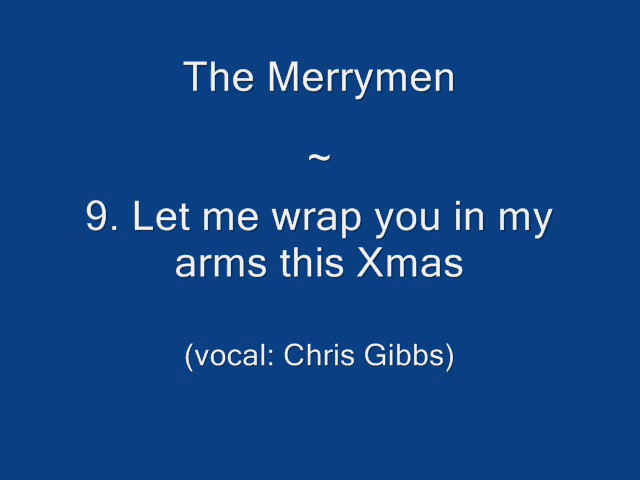 The Merrymen
~
9. Let me wrap you in my
arms this Xmas
(vocal: Chris Gibbs)